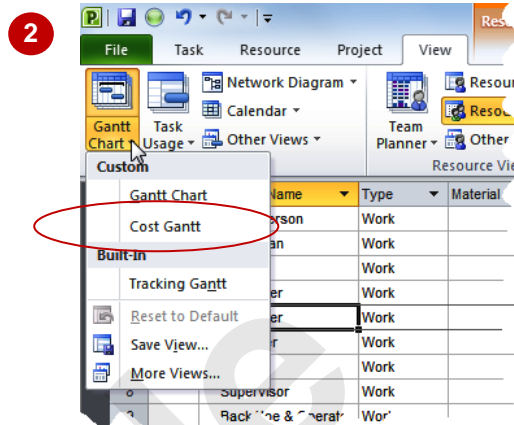 2
Res
File Task Resource Project View
Network Diagram
Calendar
Other Views
Gantt Chart
Task Usage
Team Planner
Resour
Other
Resource Vie
Name Type Material
Custom
Gantt Chart
Cost Gantt
Built-In
Tracking Gantt
Reset to Default
Save View...
More Views...
erson Work
an Work
Work
er Work
er Work
r Work
Work
8 Supervisor Work